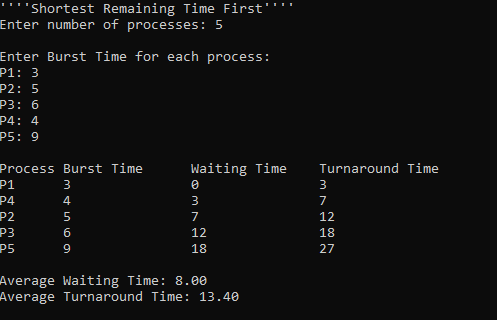 ''''Shortest Remaining Time First''''
Enter number of processes: 5
Enter Burst Time for each process:
P1: 3
P2: 5
P3: 6
P4: 4
P5: 9
Process Burst Time      Waiting Time    Turnaround Time
P1      3               0               3
P4      4               3               7
P2      5               7               12
P3      6               12              18
P5      9               18              27
Average Waiting Time: 8.00
Average Turnaround Time: 13.40